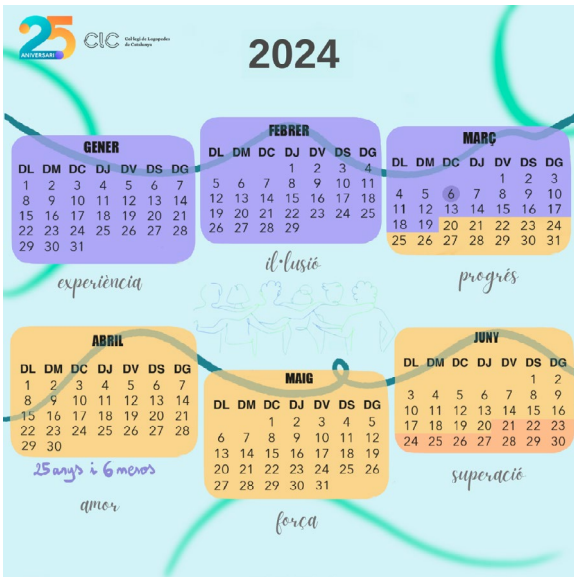 25
ANIVERSARI
CLC
Col·legi de Logopedes
de Catalunya
2024
GENER
DL DM DC DJ DV DS DG
1 2 3 4 5 6 7
8 9 10 11 12 13 14
15 16 17 18 19 20 21
22 23 24 25 26 27 28
29 30 31
experiència
FEBRER
DL DM DC DJ DV DS DG
1 2 3 4
5 6 7 8 9 10 11
12 13 14 15 16 17 18
19 20 21 22 23 24 25
26 27 28 29
il·lusió
MARÇ
DL DM DC DJ DV DS DG
1 2 3
4 5 6 7 8 9 10
11 12 13 14 15 16 17
18 19 20 21 22 23 24
25 26 27 28 29 30 31
progrés
ABRIL
DL DM DC DJ DV DS DG
1 2 3 4 5 6 7
8 9 10 11 12 13 14
15 16 17 18 19 20 21
22 23 24 25 26 27 28
29 30
25 anys i 6 mesos
amor
MAIG
DL DM DC DJ DV DS DG
1 2 3 4 5
6 7 8 9 10 11 12
13 14 15 16 17 18 19
20 21 22 23 24 25 26
27 28 29 30 31
força
JUNY
DL DM DC DJ DV DS DG
1 2
3 4 5 6 7 8 9
10 11 12 13 14 15 16
17 18 19 20 21 22 23
24 25 26 27 28 29 30
superació